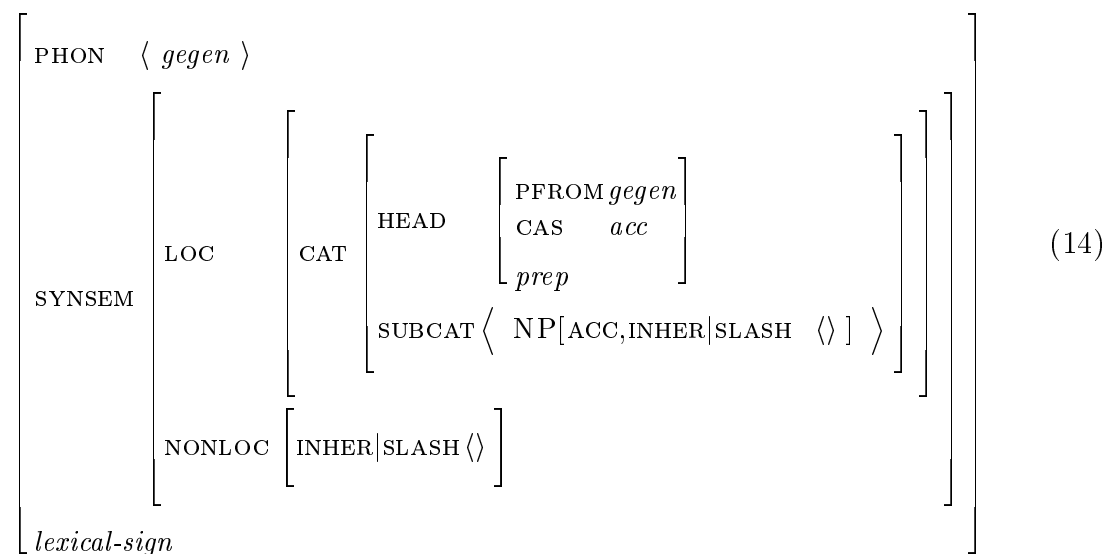 PHON ⟨ gegen ⟩
PFROM gegen
HEAD
CAS acc
LOC CAT (14)
prep
SYNSEM
SUBCAT ⟨ NP[ACC,INHER|SLASH ⟨⟩ ] ⟩
NONLOC [INHER|SLASH ⟨⟩ ]
lexical-sign